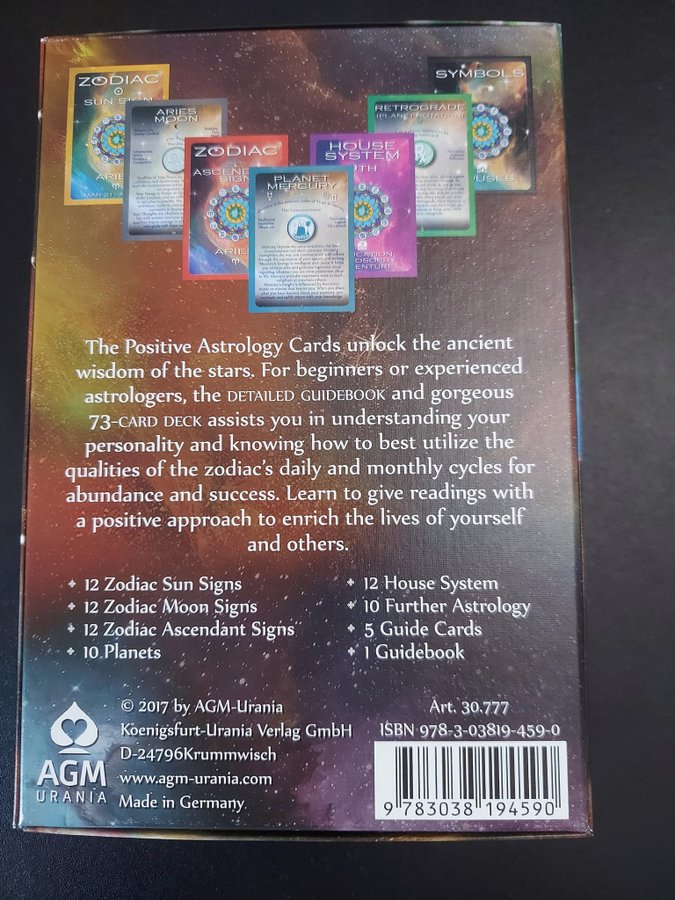 ZODIAC
SUN SIGN
ARIES
MOON
ZODIAC
ASCENDANT
SIGN
ARIES
PLANET
MERCURY
HOUSE
SYSTEM
9TH
RETROGRADE
(PLANET ROTATION)
SYMBOLS
The Positive Astrology Cards unlock the ancient
wisdom of the stars. For beginners or experienced
astrologers, the DETAILED GUIDEBOOK and gorgeous
73-CARD DECK assists you in understanding your
personality and knowing how to best utilize the
qualities of the zodiac's daily and monthly cycles for
abundance and success. Learn to give readings with
a positive approach to enrich the lives of yourself
and others.
12 Zodiac Sun Signs
12 Zodiac Moon Signs
12 Zodiac Ascendant Signs
10 Planets
12 House System
10 Further Astrology
5 Guide Cards
1 Guidebook
AGM
URANIA
© 2017 by AGM-Urania
Koenigsfurt-Urania Verlag GmbH
D-24796Krummwisch
www.agm-urania.com
Made in Germany
Art. 30.777
ISBN 978-3-03819-459-0
9 783038 194590